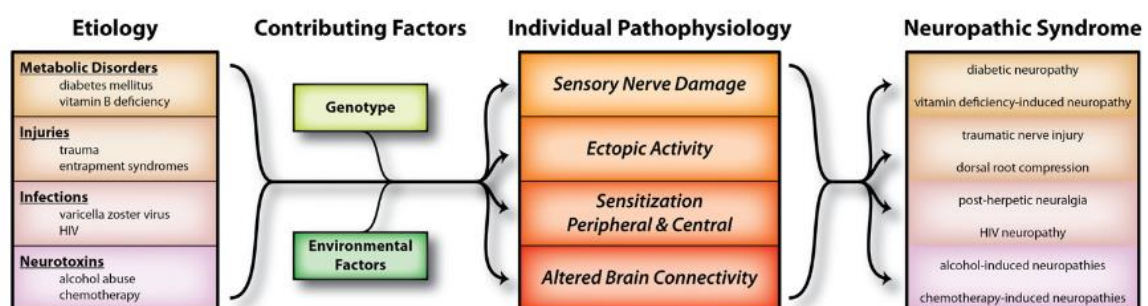 Etiology
Metabolic Disorders
diabetes mellitus
vitamin B deficiency
Injuries
trauma
entrapment syndromes
Infections
varicella zoster virus
HIV
Neurotoxins
alcohol abuse
chemotherapy
Contributing Factors
Genotype
Environmental
Factors
Individual Pathophysiology
Sensory Nerve Damage
Ectopic Activity
Sensitization
Peripheral & Central
Altered Brain Connectivity
Neuropathic Syndrome
diabetic neuropathy
vitamin deficiency-induced neuropathy
traumatic nerve injury
dorsal root compression
post-herpetic neuralgia
HIV neuropathy
alcohol-induced neuropathies
chemotherapy-induced neuropathies